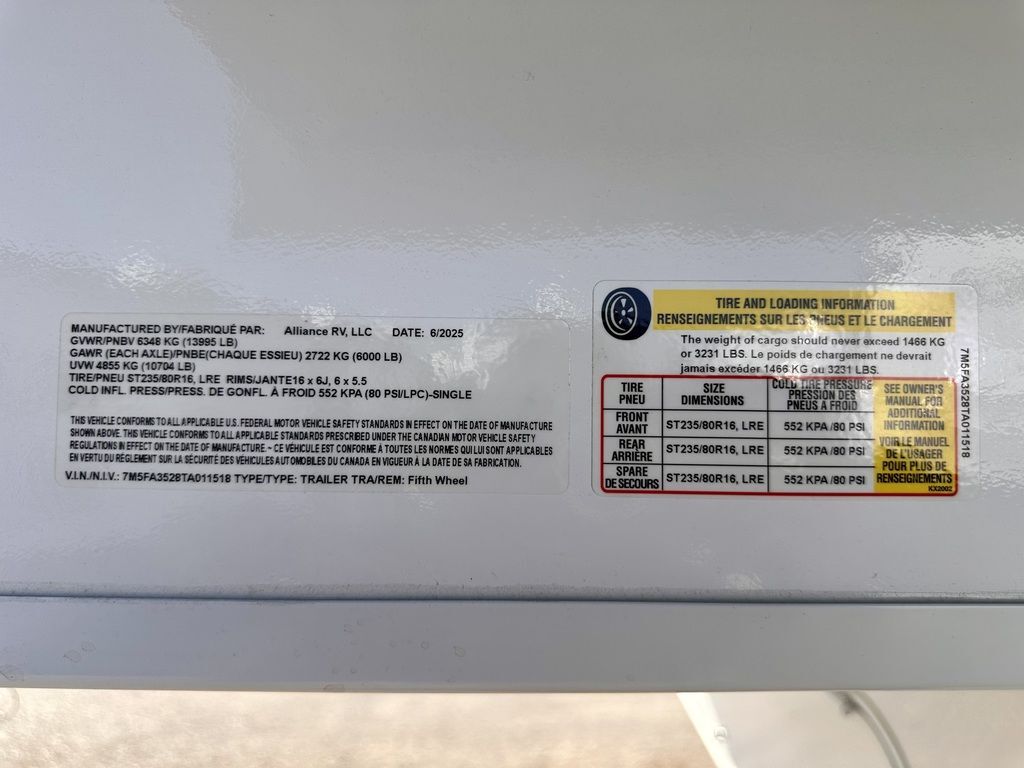 MANUFACTURED BY/FABRIQUÉ PAR: Alliance RV, LLC DATE: 6/2025
GVWR/PNBV 6348 KG (13995 LB)
GAWR (EACH AXLE)/PNBE(CHAQUE ESSIEU) 2722 KG (6000 LB)
UVW 4855 KG (10704 LB)
TIRE/PNEU ST235/80R16, LRE RIMS/JANTE16 x 6J, 6 x 5.5
COLD INFL. PRESS/PRESS. DE GONFL. À FROID 552 KPA (80 PSI/LPC)-SINGLE
THIS VEHICLE CONFORMS TO ALL APPLICABLE U.S. FEDERAL MOTOR VEHICLE SAFETY STANDARDS IN EFFECT ON THE DATE OF MANUFACTURE
SHOWN ABOVE. THIS VEHICLE CONFORMS TO ALL APPLICABLE STANDARDS PRESCRIBED UNDER THE CANADIAN MOTOR VEHICLE SAFETY
REGULATIONS IN EFFECT ON THE DATE OF MANUFACTURE. - CE VÉHICULE EST CONFORME À TOUTES LES NORMES QUI LUI SONT APPLICABLES
EN VERTU DU RÈGLEMENT SUR LA SÉCURITÉ DES VÉHICULES AUTOMOBILES DU CANADA EN VIGUEUR À LA DATE DE SA FABRICATION.
V.I.N./N.I.V.: 7M5FA3528TA011518 TYPE/TYPE: TRAILER TRA/REM: Fifth Wheel
TIRE AND LOADING INFORMATION
RENSEIGNEMENTS SUR LES PNEUS ET LE CHARGEMENT
The weight of cargo should never exceed 1466 KG
or 3231 LBS. Le poids de chargement ne devrait
jamais excéder 1466 KG ou 3231 LBS.
TIRE
PNEU
SIZE
DIMENSIONS
COLD TIRE PRESSURE
PRESSION DES
PNEUS A FROID
FRONT
AVANT
ST235/80R16, LRE
552 KPA /80 PSI
REAR
ARRIÈRE
ST235/80R16, LRE
552 KPA /80 PSI
SPARE
DE SECOURS
ST235/80R16, LRE
552 KPA /80 PSI
SEE OWNER'S
MANUAL FOR
ADDITIONAL
INFORMATION
VOIR LE MANUEL
DE L'USAGER
POUR PLUS DE
RENSEIGNEMENTS
KX2002
7M5FA3528TA011518